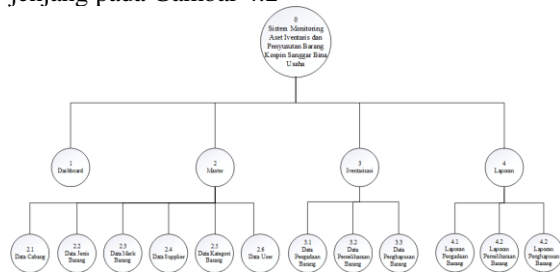 jenjang pada Gambar 4.2
0
Sistem Monitoring
Aset Iventaris dan
Penyusutan Barang
Kospin Sanggar Bina
Usaha
1
Dashboard
2
Master
3
Iventarisasi
4
Laporan
2.1
Data Cabang
2.2
Data Jenis
Barang
2.3
Data Merk
Barang
2.4
Data Supplier
2.5
Data Kategori
Barang
2.6
Data User
3.1
Data
Pengadaan
Barang
3.2
Data
Pemeliharaan
Barang
3.3
Data
Penghapusan
Barang
4.1
Laporan
Pengadaan
Barang
4.2
Laporan
Pemeliharaan
Barang
4.2
Laporan
Penghapusan
Barang